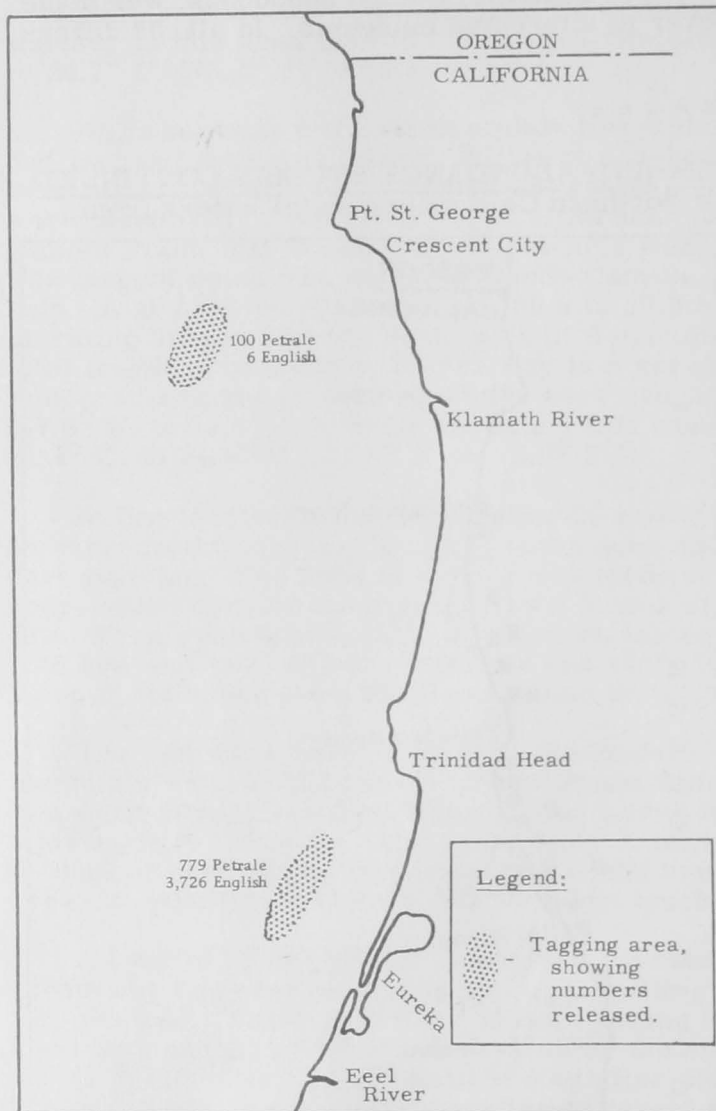 OREGON
CALIFORNIA
Pt. St. George
Crescent City
100 Petrale
6 English
Klamath River
Trinidad Head
779 Petrale
3,726 English
Legend:
- Tagging area,
showing
numbers
released.
Eureka
Eeel
River